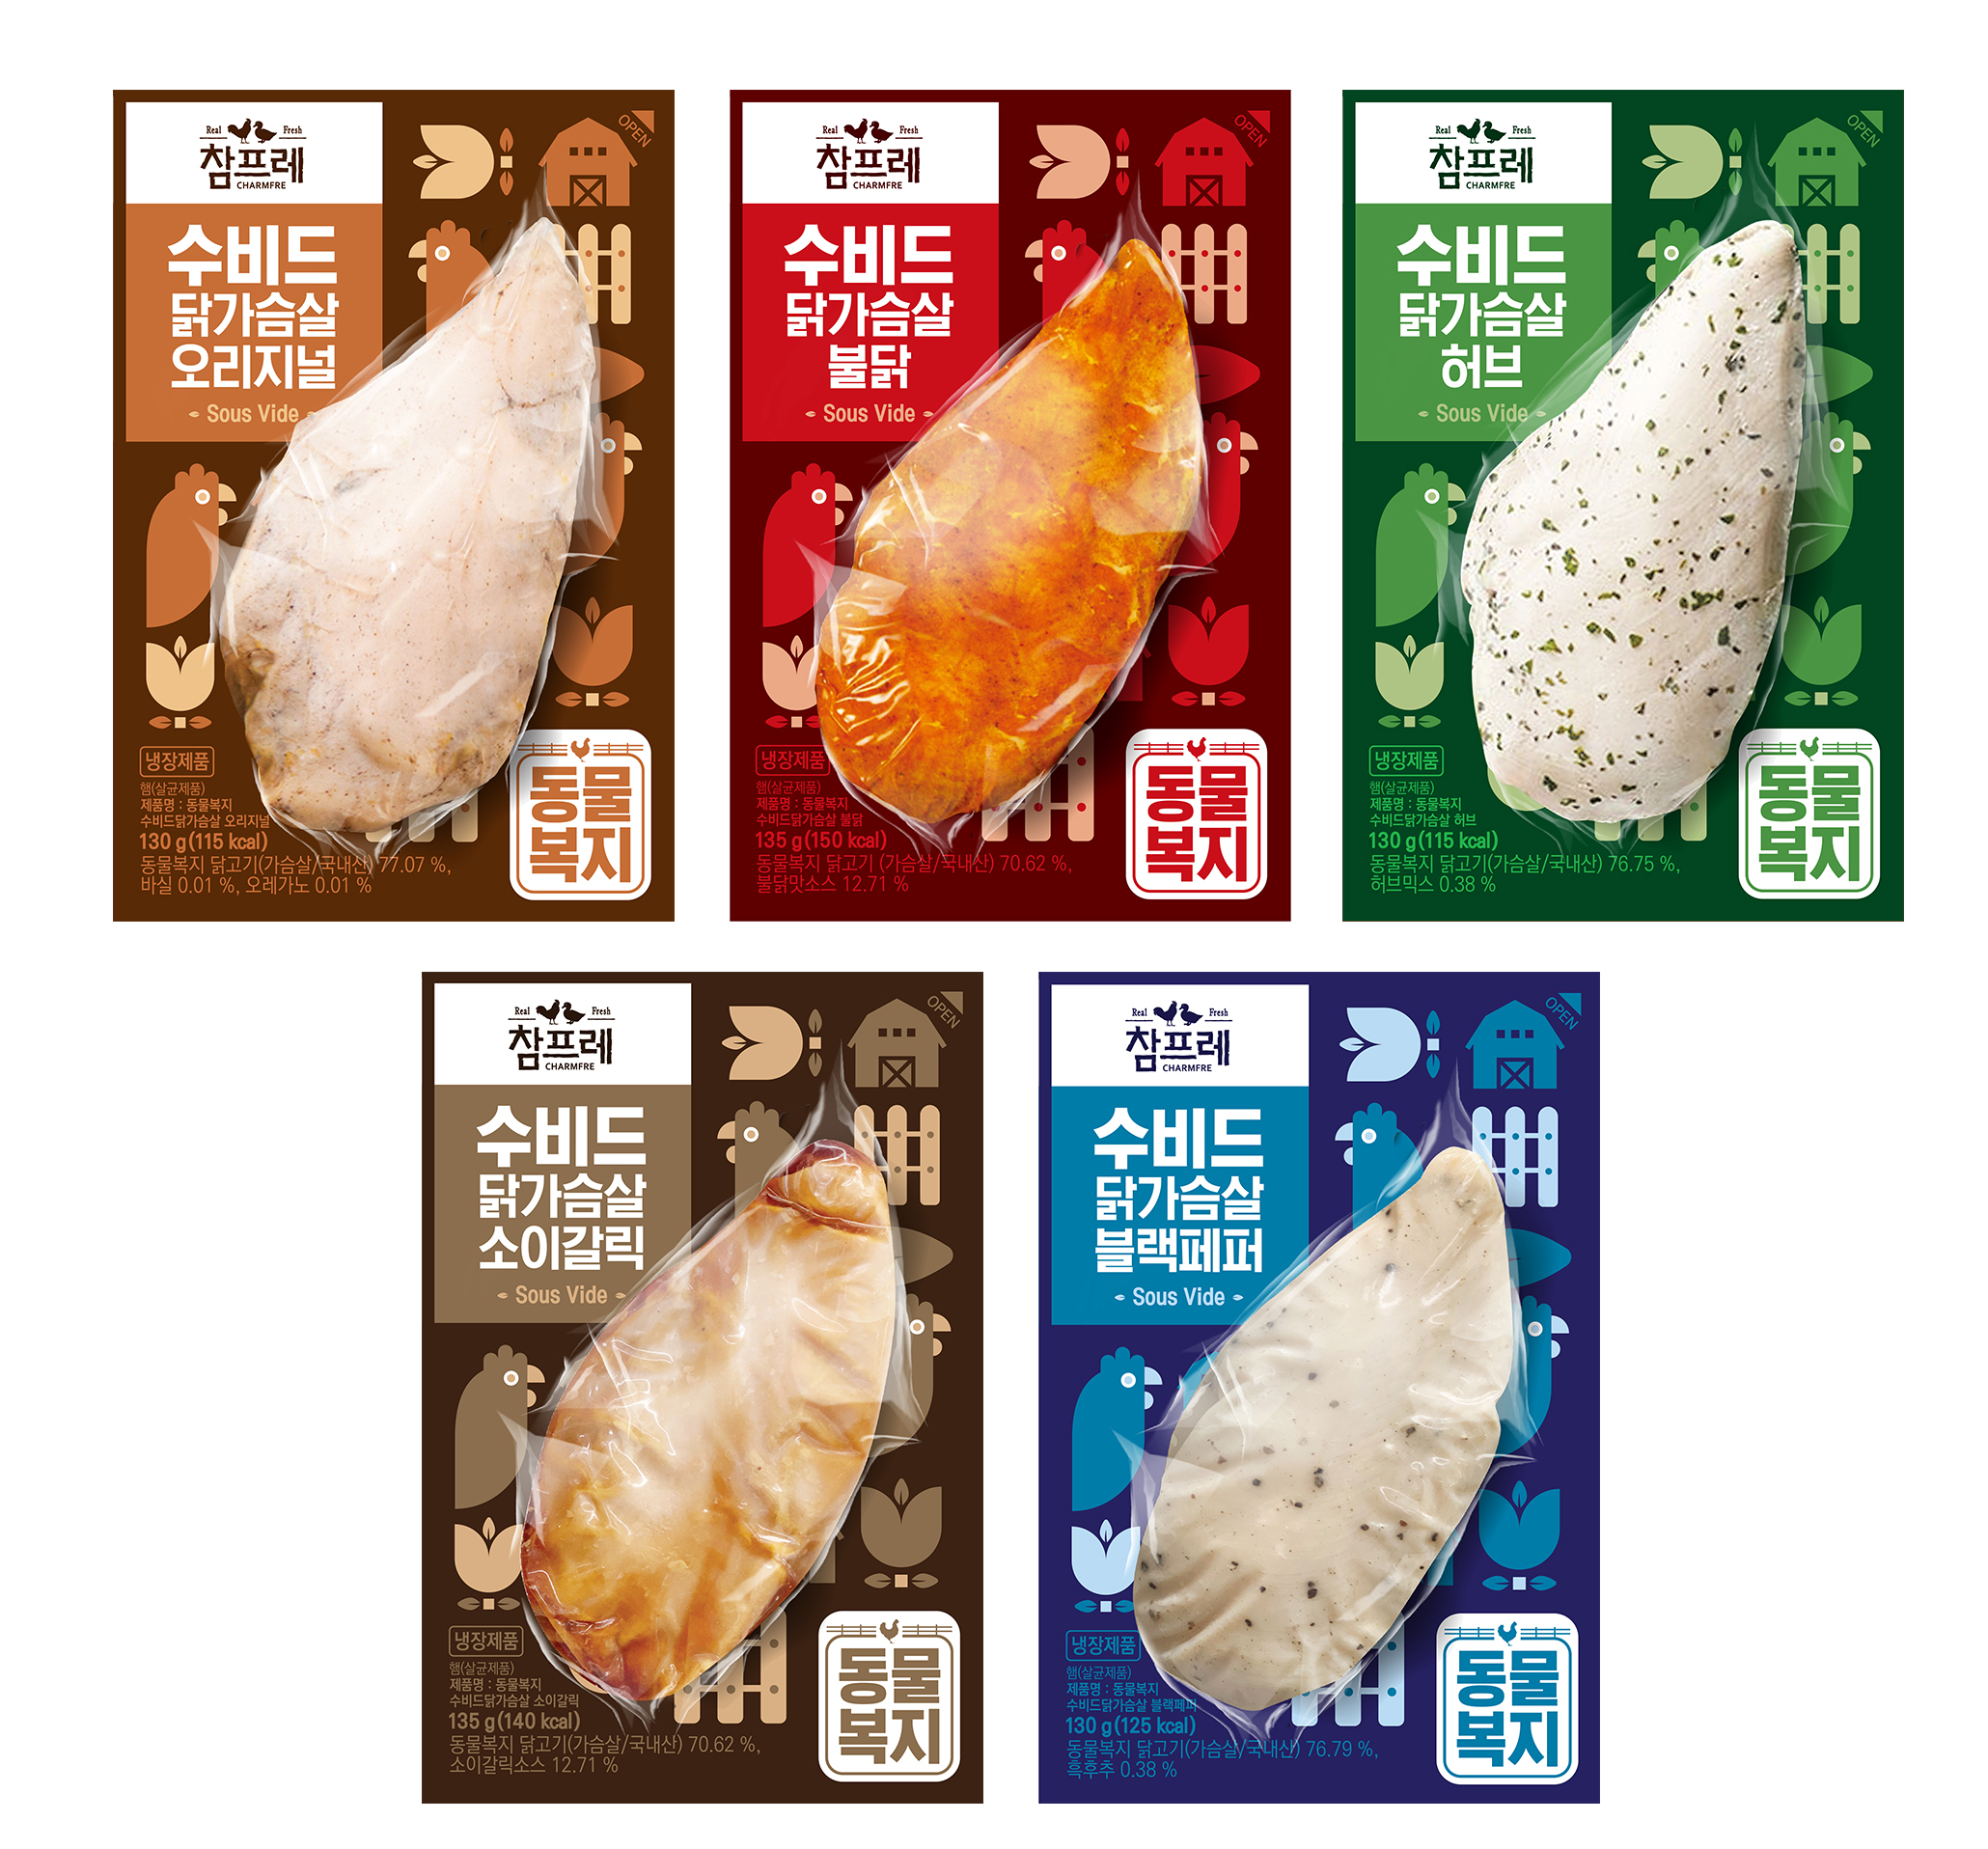 Real Fresh
참프레
CHARMFRE
OPEN
수비드
닭가슴살
오리지널
Sous Vide
냉장제품
햄(살균제품)
제품명 : 동물복지
수비드닭가슴살 오리지널
130 g(115 kcal)
동물복지 닭고기(가슴살/국내산) 77.07 %,
바실 0.01 %, 오레가노 0.01 %
동물
복지
Real Fresh
참프레
CHARMFRE
OPEN
수비드
닭가슴살
불닭
Sous Vide
냉장제품
햄(살균제품)
제품명 : 동물복지
수비드닭가슴살 불닭
135 g(150 kcal)
동물복지 닭고기 (가슴살/국내산) 70.62 %,
불닭맛소스 12.71 %
동물
복지
Real Fresh
참프레
CHARMFRE
OPEN
수비드
닭가슴살
허브
Sous Vide
냉장제품
햄(살균제품)
제품명 : 동물복지
수비드닭가슴살 허브
130 g(115 kcal)
동물복지 닭고기(가슴살/국내산) 76.75 %,
허브믹스 0.38 %
동물
복지
Real Fresh
참프레
CHARMFRE
OPEN
수비드
닭가슴살
소이갈릭
Sous Vide
냉장제품
햄(살균제품)
제품명 : 동물복지
수비드닭가슴살 소이갈릭
135 g(140 kcal)
동물복지 닭고기(가슴살/국내산) 70.62 %,
소이갈릭소스 12.71 %
동물
복지
Real Fresh
참프레
CHARMFRE
OPEN
수비드
닭가슴살
블랙페퍼
Sous Vide
냉장제품
햄(살균제품)
제품명 : 동물복지
수비드닭가슴살 블랙페퍼
130 g(125 kcal)
동물복지 닭고기(가슴살/국내산) 76.79 %,
흑후추 0.38 %
동물
복지